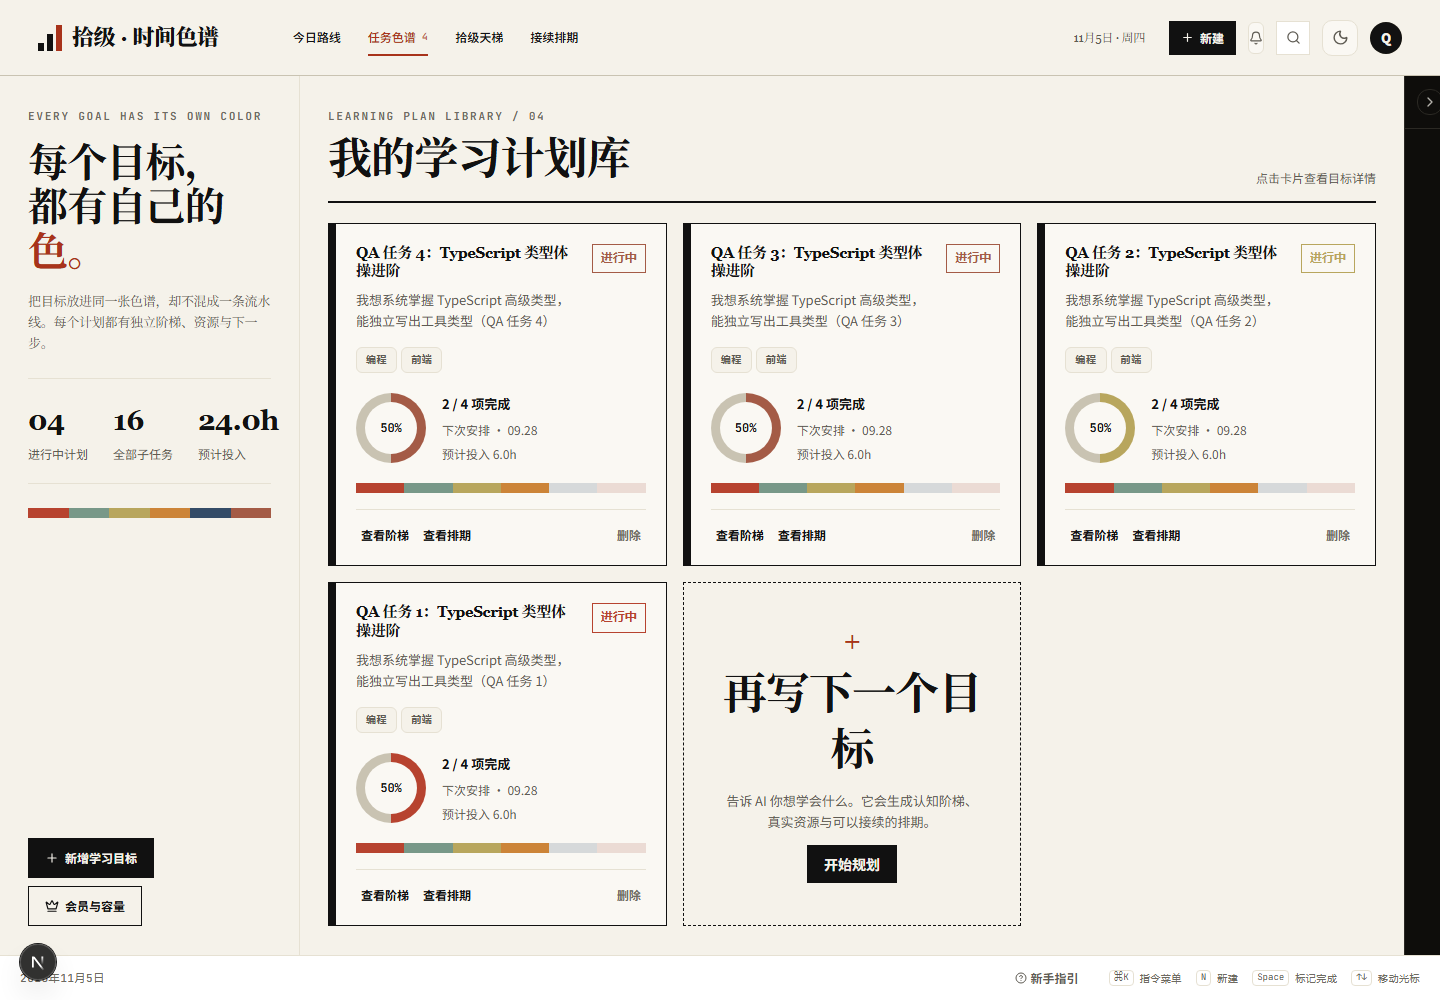 拾级 · 时间色谱
今日路线
任务色谱 4
拾级天梯
接续排期
11月5日 · 周四
+ 新建
Q
EVERY GOAL HAS ITS OWN COLOR
每个目标，
都有自己的
色。
把目标放进同一张色谱，却不混成一条流水
线。每个计划都有独立阶梯、资源与下一
步。
04 16 24.0h
进行中计划 全部子任务 预计投入
+ 新增学习目标
会员与容量
LEARNING PLAN LIBRARY / 04
我的学习计划库
点击卡片查看目标详情
QA 任务 4：TypeScript 类型体
操进阶
进行中
我想系统掌握 TypeScript 高级类型，
能独立写出工具类型（QA 任务 4）
编程 前端
50%
2 / 4 项完成
下次安排 · 09.28
预计投入 6.0h
查看阶梯 查看排期 删除
QA 任务 3：TypeScript 类型体
操进阶
进行中
我想系统掌握 TypeScript 高级类型，
能独立写出工具类型（QA 任务 3）
编程 前端
50%
2 / 4 项完成
下次安排 · 09.28
预计投入 6.0h
查看阶梯 查看排期 删除
QA 任务 2：TypeScript 类型体
操进阶
进行中
我想系统掌握 TypeScript 高级类型，
能独立写出工具类型（QA 任务 2）
编程 前端
50%
2 / 4 项完成
下次安排 · 09.28
预计投入 6.0h
查看阶梯 查看排期 删除
QA 任务 1：TypeScript 类型体
操进阶
进行中
我想系统掌握 TypeScript 高级类型，
能独立写出工具类型（QA 任务 1）
编程 前端
50%
2 / 4 项完成
下次安排 · 09.28
预计投入 6.0h
查看阶梯 查看排期 删除
+
再写下一个目
标
告诉 AI 你想学会什么。它会生成认知阶梯、
真实资源与可以接续的排期。
开始规划
N
年11月5日
新手指引
⌘K 指令菜单
N 新建
Space 标记完成
↑↓ 移动光标